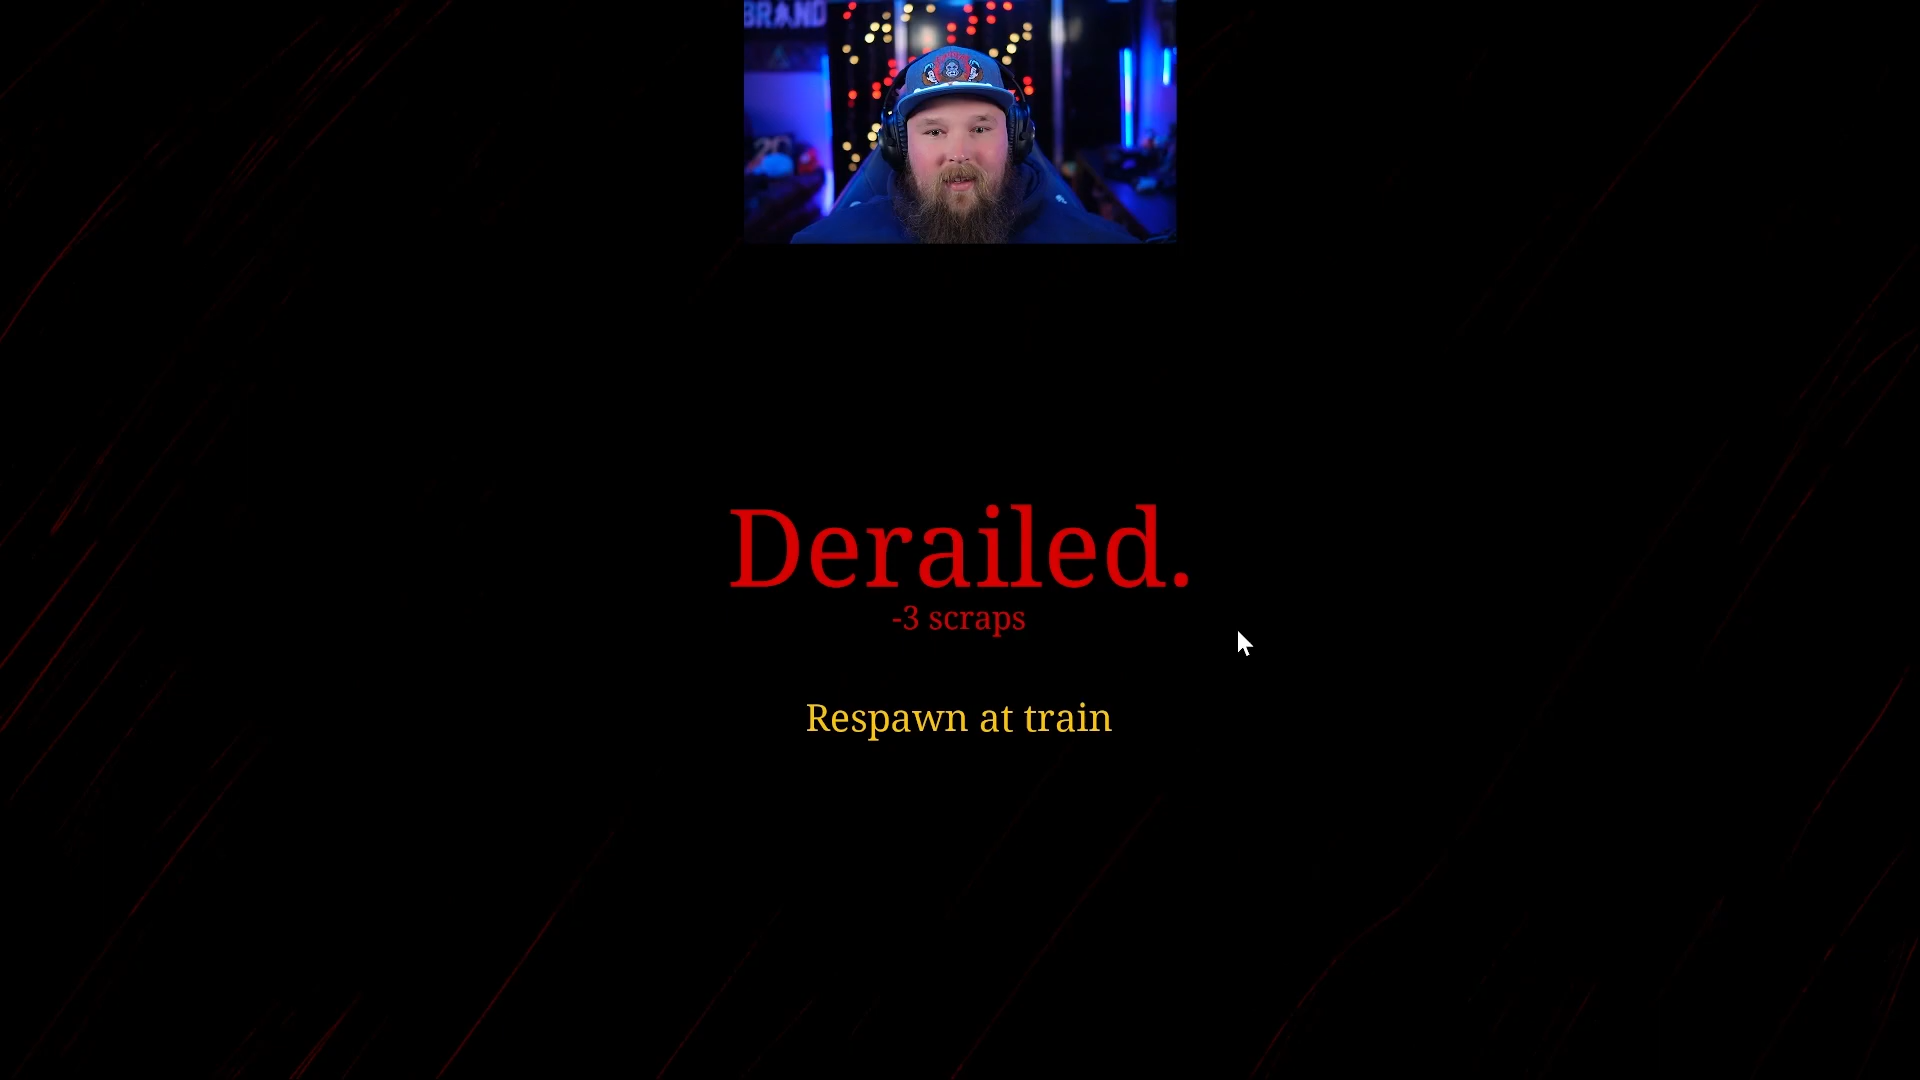 BRAND
Derailed.
-3 scraps
Respawn at train